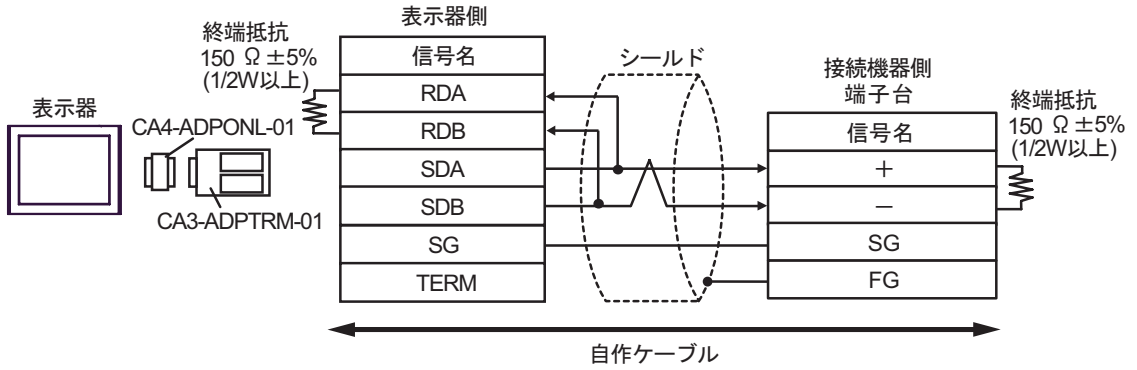 表示器側
終端抵抗
150 Ω ±5%
(1/2W以上)
信号名
RDA
RDB
SDA
SDB
SG
TERM
表示器
CA4-ADPONL-01
CA3-ADPTRM-01
シールド
接続機器側
端子台
信号名
+
−
SG
FG
終端抵抗
150 Ω ±5%
(1/2W以上)
自作ケーブル